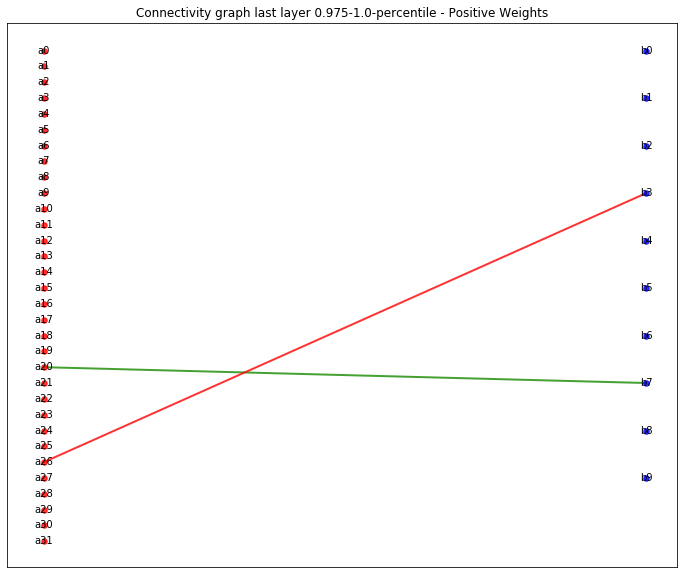 Connectivity graph last layer 0.975-1.0-percentile - Positive Weights
a0
a1
a2
a3
a4
a5
a6
a7
a8
a9
a10
a11
a12
a13
a14
a15
a16
a17
a18
a19
a20
a21
a22
a23
a24
a25
a26
a27
a28
a29
a30
a31
b0
b1
b2
b3
b4
b5
b6
b7
b8
b9